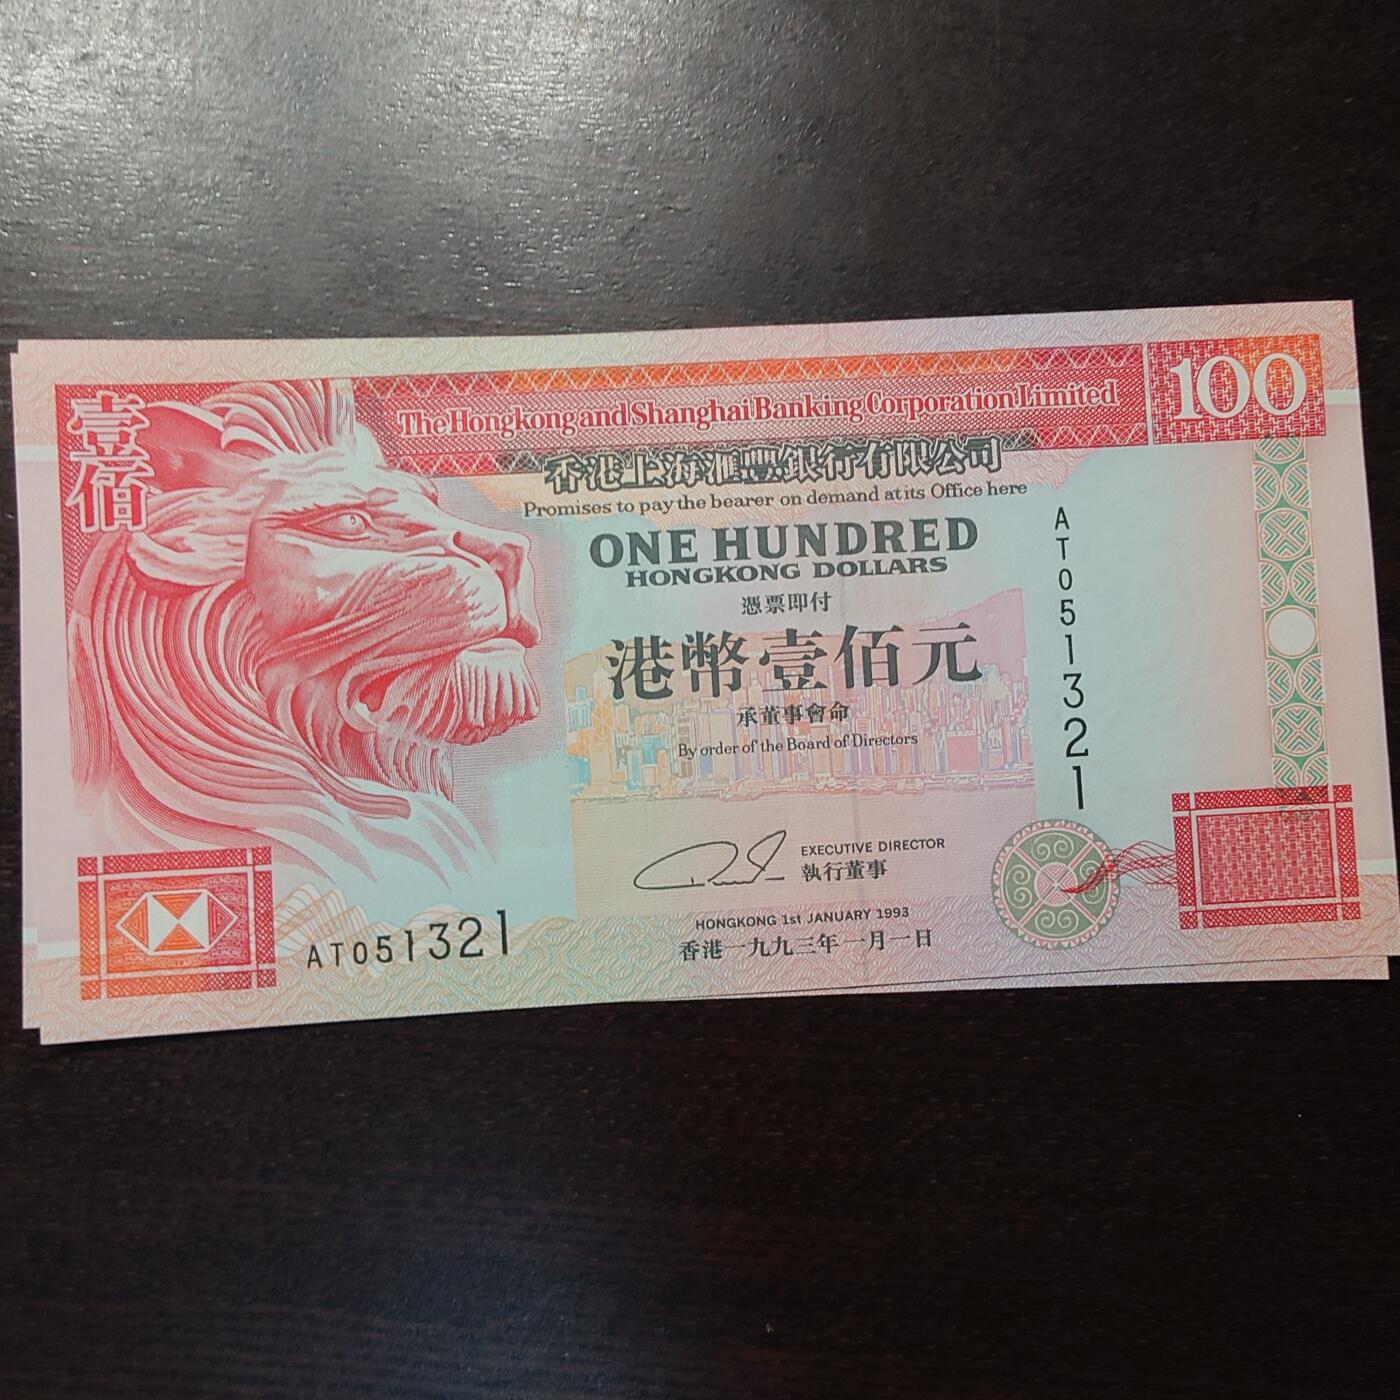 壹佰
The Hongkong and Shanghai Banking Corporation Limited
100
香港上海滙豐銀行有限公司
Promises to pay the bearer on demand at its Office here
ONE HUNDRED
HONGKONG DOLLARS
憑票即付
港幣壹佰元
承董事會命
By order of the Board of Directors
AT051321
EXECUTIVE DIRECTOR
執行董事
HONGKONG 1st JANUARY 1993
香港一九九三年一月一日
AT051321